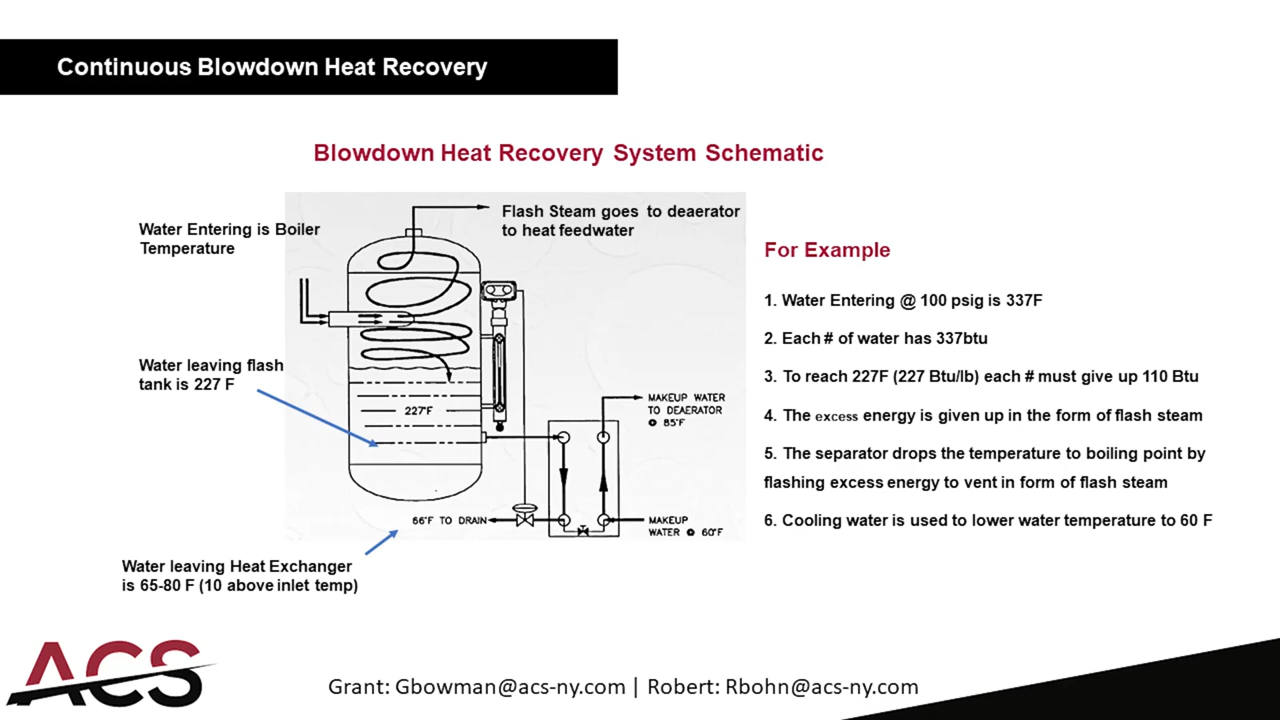 Continuous Blowdown Heat Recovery
Blowdown Heat Recovery System Schematic
Water Entering is Boiler
Temperature
Flash Steam goes to deaerator
to heat feedwater
Water leaving flash
tank is 227 F
227°F
MAKEUP WATER
TO DEAERATOR
@ 85°F
66°F TO DRAIN
MAKEUP
WATER @ 60°F
Water leaving Heat Exchanger
is 65-80 F (10 above inlet temp)
For Example
1. Water Entering @ 100 psig is 337F
2. Each # of water has 337btu
3. To reach 227F (227 Btu/lb) each # must give up 110 Btu
4. The excess energy is given up in the form of flash steam
5. The separator drops the temperature to boiling point by
flashing excess energy to vent in form of flash steam
6. Cooling water is used to lower water temperature to 60 F
ACS
Grant: Gbowman@acs-ny.com | Robert: Rbohn@acs-ny.com